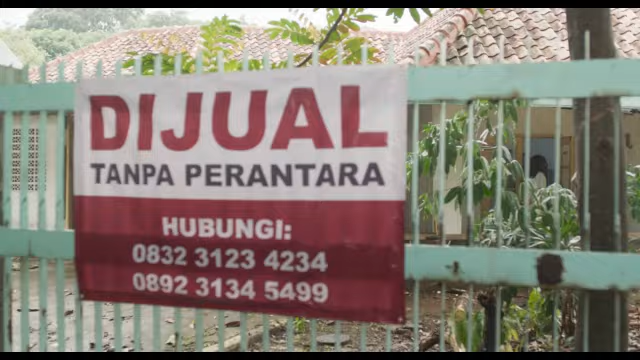 DIJUAL
TANPA PERANTARA
HUBUNGI:
0832 3123 4234
0892 3134 5499